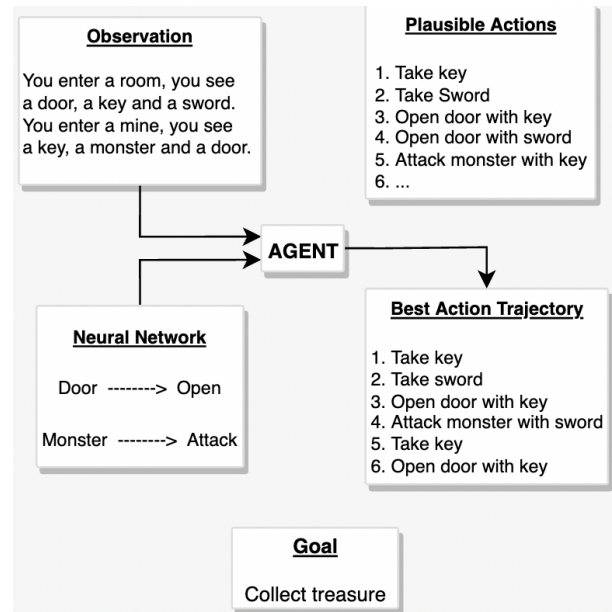 Observation
You enter a room, you see
a door, a key and a sword.
You enter a mine, you see
a key, a monster and a door.
Plausible Actions
1. Take key
2. Take Sword
3. Open door with key
4. Open door with sword
5. Attack monster with key
6. ...
AGENT
Neural Network
Door --------> Open
Monster --------> Attack
Best Action Trajectory
1. Take key
2. Take sword
3. Open door with key
4. Attack monster with sword
5. Take key
6. Open door with key
Goal
Collect treasure